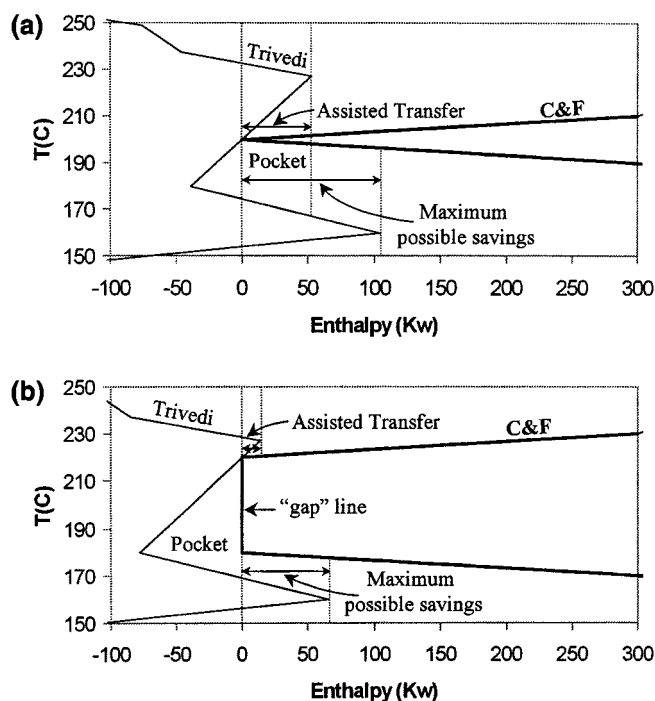 (a)
250
230
210
190
170
150
T(C)
Trivedi
Assisted Transfer
C&F
Pocket
Maximum
possible savings
-100 -50 0 50 100 150 200 250 300
Enthalpy (Kw)
(b)
250
230
210
190
170
150
T(C)
Trivedi
Assisted Transfer
C&F
"gap" line
Pocket
Maximum
possible savings
-100 -50 0 50 100 150 200 250 300
Enthalpy (Kw)